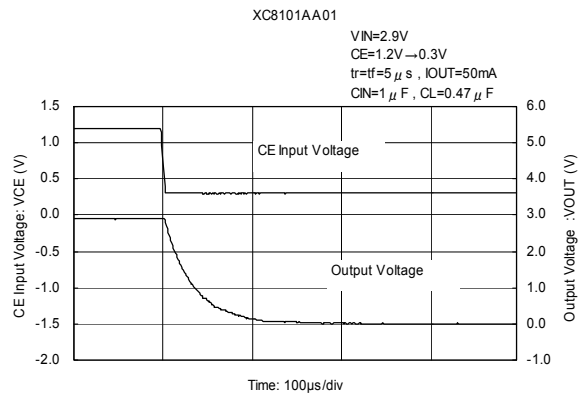 XC8101AA01
VIN=2.9V
CE=1.2V→0.3V
tr=tf=5μs , IOUT=50mA
CIN=1μF , CL=0.47μF
1.5
1.0
0.5
0.0
-0.5
-1.0
-1.5
-2.0
CE Input Voltage: VCE (V)
CE Input Voltage
Output Voltage
6.0
5.0
4.0
3.0
2.0
1.0
0.0
-1.0
Output Voltage :VOUT (V)
Time: 100μs/div